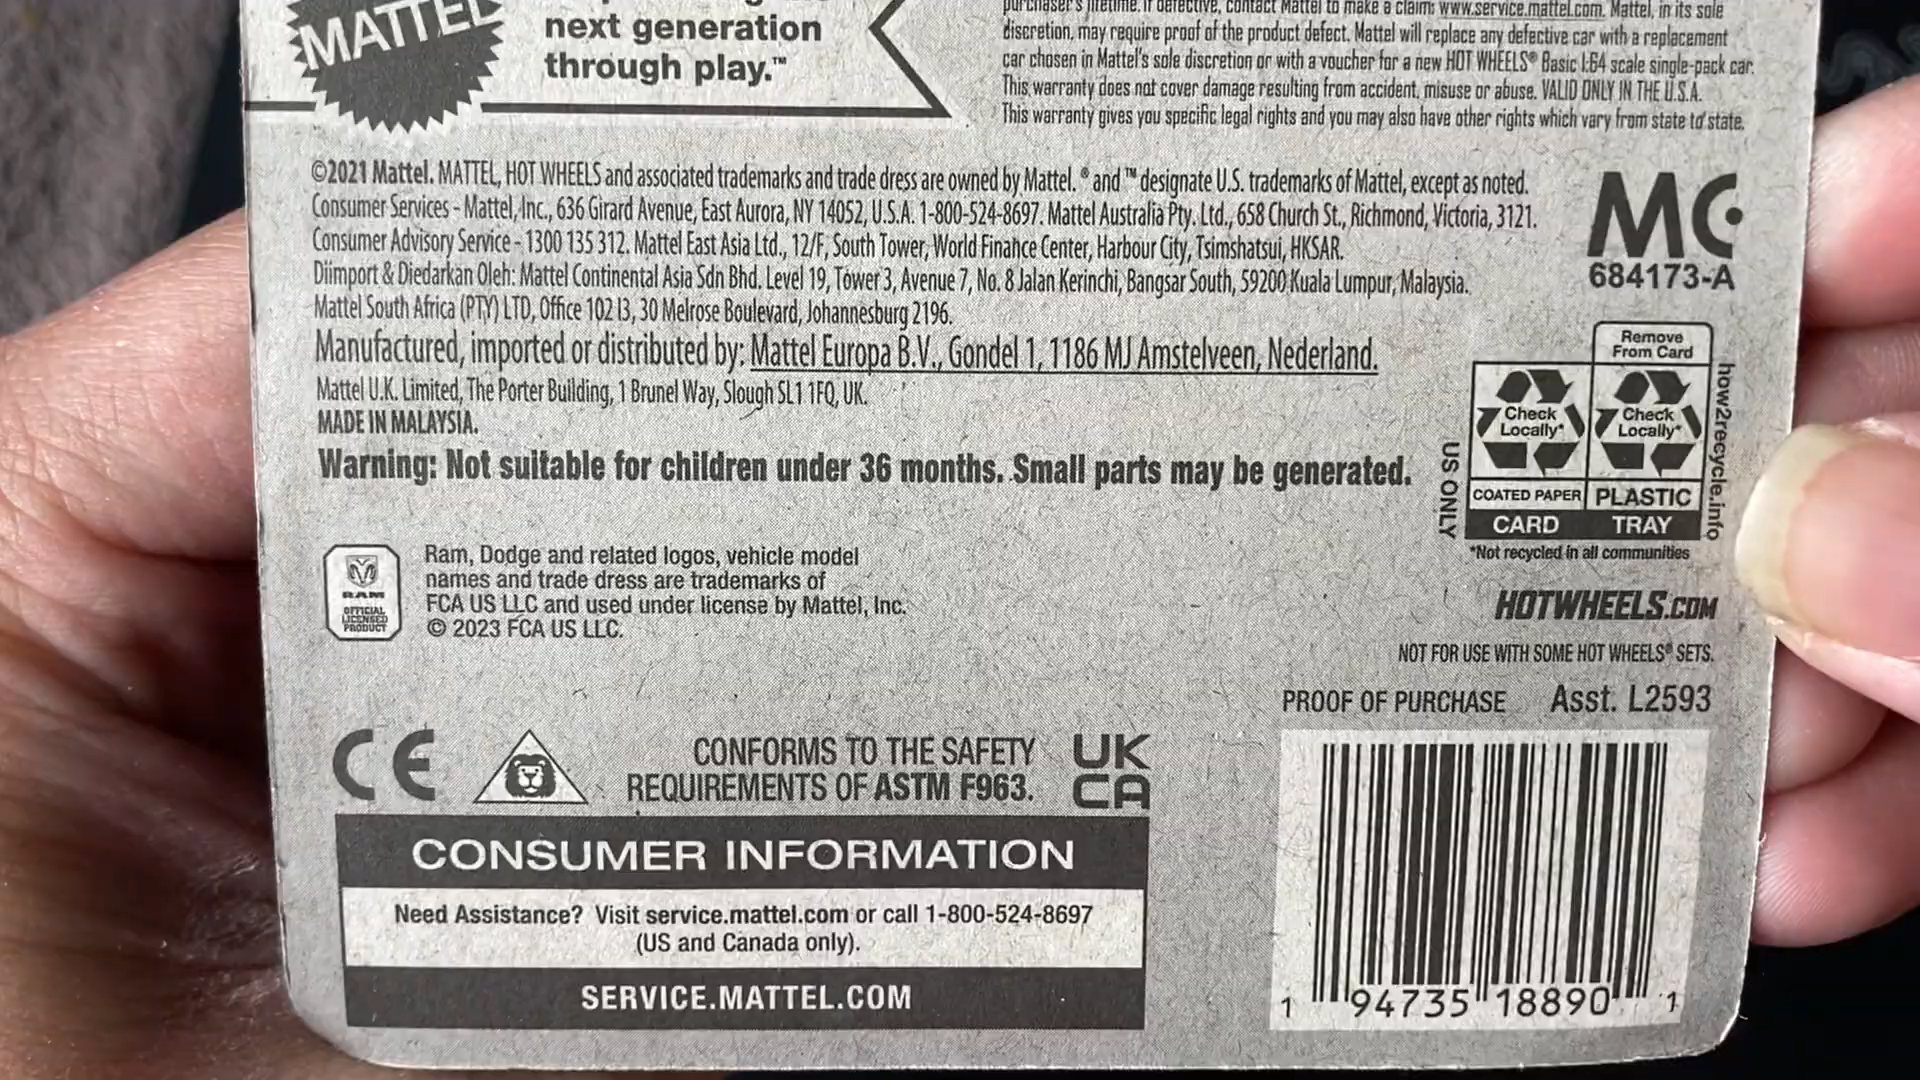 MATTEL
next generation
through play.™
purchaser's lifetime. If defective, contact Mattel to make a claim: www.service.mattel.com. Mattel, in its sole
discretion, may require proof of the product defect. Mattel will replace any defective car with a replacement
car chosen in Mattel's sole discretion or with a voucher for a new HOT WHEELS® Basic 1:64 scale single-pack car.
This warranty does not cover damage resulting from accident, misuse or abuse. VALID ONLY IN THE U.S.A.
This warranty gives you specific legal rights and you may also have other rights which vary from state to state.
©2021 Mattel. MATTEL, HOT WHEELS and associated trademarks and trade dress are owned by Mattel. ® and ™ designate U.S. trademarks of Mattel, except as noted.
Consumer Services - Mattel, Inc., 636 Girard Avenue, East Aurora, NY 14052, U.S.A. 1-800-524-8697. Mattel Australia Pty. Ltd., 658 Church St., Richmond, Victoria, 3121.
Consumer Advisory Service - 1300 135 312. Mattel East Asia Ltd., 12/F, South Tower, World Finance Center, Harbour City, Tsimshatsui, HKSAR.
Diimport & Diedarkan Oleh: Mattel Continental Asia Sdn Bhd. Level 19, Tower 3, Avenue 7, No. 8 Jalan Kerinchi, Bangsar South, 59200 Kuala Lumpur, Malaysia.
Mattel South Africa (PTY) LTD, Office 102 I3, 30 Melrose Boulevard, Johannesburg 2196.
Manufactured, imported or distributed by: Mattel Europa B.V., Gondel 1, 1186 MJ Amstelveen, Nederland.
Mattel U.K. Limited, The Porter Building, 1 Brunel Way, Slough SL1 1FQ, UK.
MADE IN MALAYSIA.
Warning: Not suitable for children under 36 months. Small parts may be generated.
MC
684173-A
Remove
From Card
Check
Locally*
Check
Locally*
COATED PAPER
PLASTIC
CARD
TRAY
US ONLY
how2recycle.info
*Not recycled in all communities
RAM
OFFICIAL
LICENSED
PRODUCT
Ram, Dodge and related logos, vehicle model
names and trade dress are trademarks of
FCA US LLC and used under license by Mattel, Inc.
© 2023 FCA US LLC.
HOTWHEELS.COM
NOT FOR USE WITH SOME HOT WHEELS® SETS.
PROOF OF PURCHASE Asst. L2593
CE
CONFORMS TO THE SAFETY
REQUIREMENTS OF ASTM F963.
UK
CA
CONSUMER INFORMATION
Need Assistance? Visit service.mattel.com or call 1-800-524-8697
(US and Canada only).
SERVICE.MATTEL.COM
1 94735 18890 1